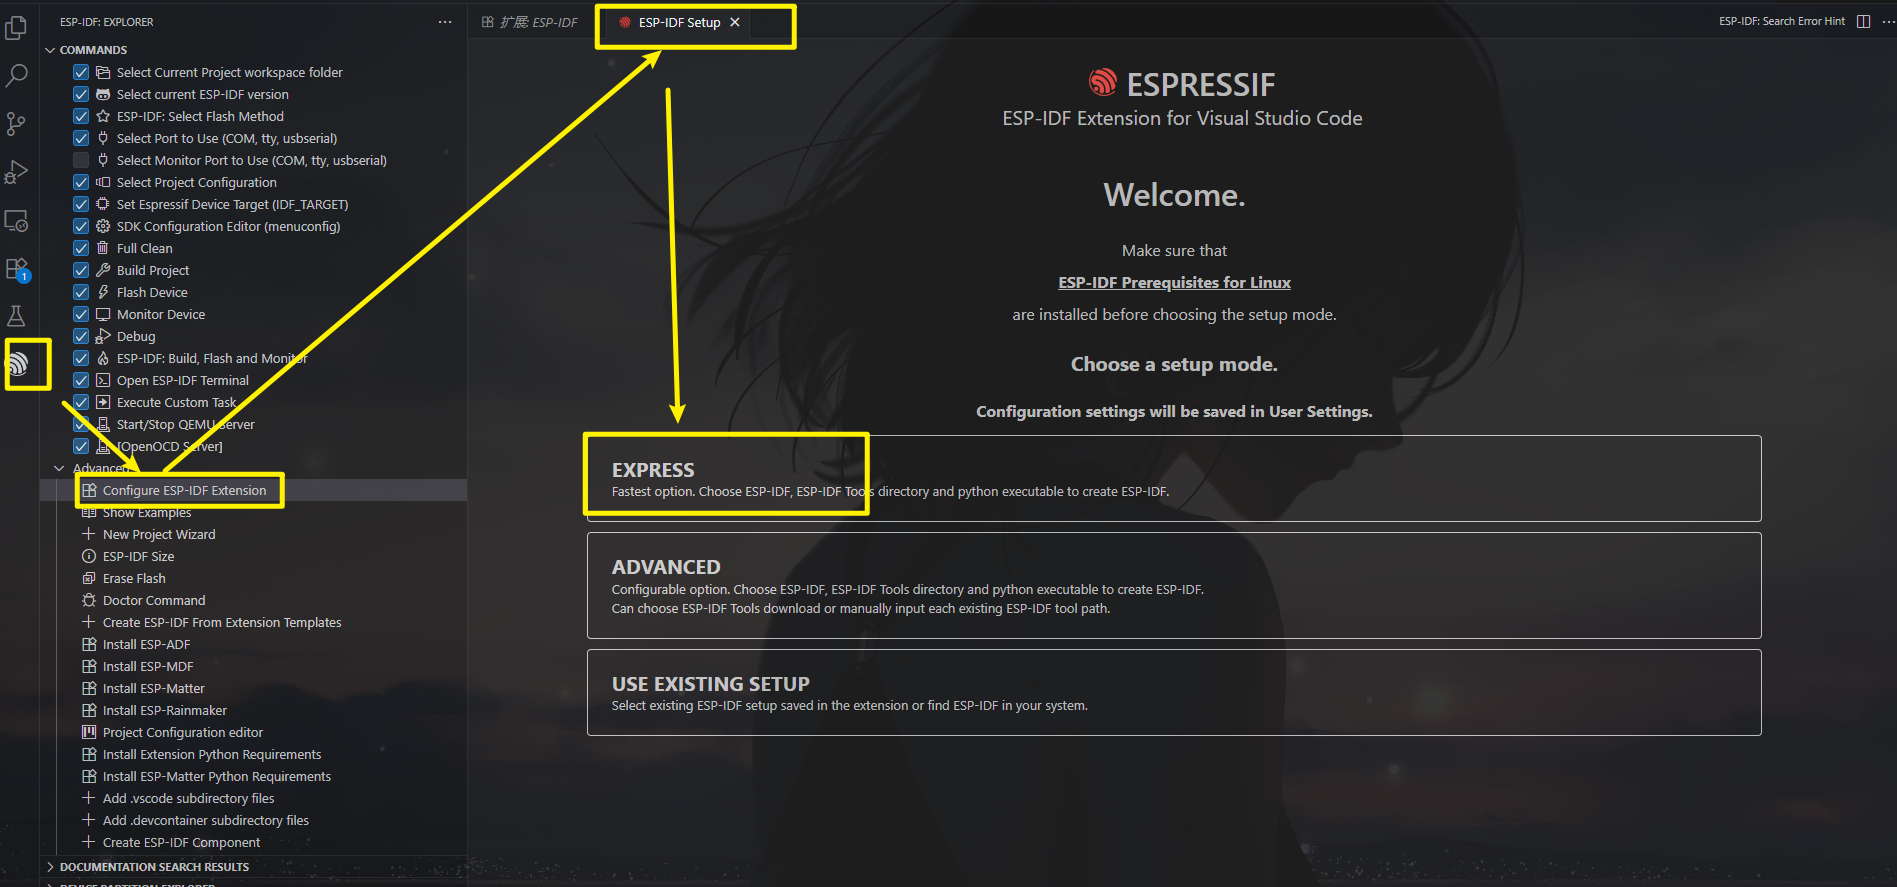 ESP-IDF: EXPLORER
COMMANDS
Select Current Project workspace folder
Select current ESP-IDF version
ESP-IDF: Select Flash Method
Select Port to Use (COM, tty, usbserial)
Select Monitor Port to Use (COM, tty, usbserial)
Select Project Configuration
Set Espressif Device Target (IDF_TARGET)
SDK Configuration Editor (menuconfig)
Full Clean
Build Project
Flash Device
Monitor Device
Debug
ESP-IDF: Build, Flash and Monitor
Open ESP-IDF Terminal
Execute Custom Task
Start/Stop QEMU Server
[OpenOCD Server]
Advanced
Configure ESP-IDF Extension
Show Examples
New Project Wizard
ESP-IDF Size
Erase Flash
Doctor Command
Create ESP-IDF From Extension Templates
Install ESP-ADF
Install ESP-MDF
Install ESP-Matter
Install ESP-Rainmaker
Project Configuration editor
Install Extension Python Requirements
Install ESP-Matter Python Requirements
Add .vscode subdirectory files
Add .devcontainer subdirectory files
Create ESP-IDF Component
DOCUMENTATION SEARCH RESULTS
DEVICE PARTITION EXPLORER
1
扩展: ESP-IDF
ESP-IDF Setup
ESP-IDF: Search Error Hint
ESPRESSIF
ESP-IDF Extension for Visual Studio Code
Welcome.
Make sure that
ESP-IDF Prerequisites for Linux
are installed before choosing the setup mode.
Choose a setup mode.
Configuration settings will be saved in User Settings.
EXPRESS
Fastest option. Choose ESP-IDF, ESP-IDF Tools directory and python executable to create ESP-IDF.
ADVANCED
Configurable option. Choose ESP-IDF, ESP-IDF Tools directory and python executable to create ESP-IDF.
Can choose ESP-IDF Tools download or manually input each existing ESP-IDF tool path.
USE EXISTING SETUP
Select existing ESP-IDF setup saved in the extension or find ESP-IDF in your system.